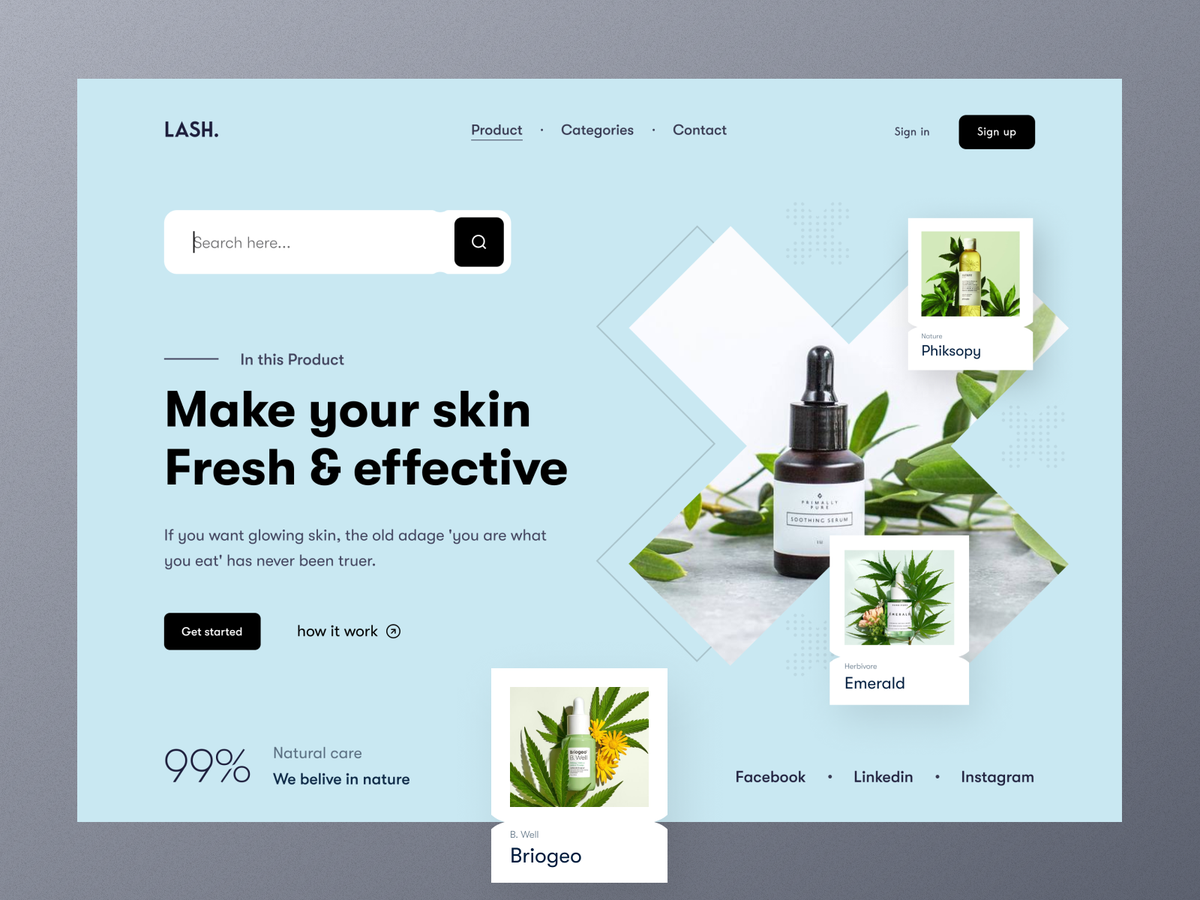 LASH.
Product · Categories · Contact
Sign in
Sign up
Search here...
In this Product
Make your skin
Fresh & effective
If you want glowing skin, the old adage 'you are what
you eat' has never been truer.
Get started
how it work
99%
Natural care
We belive in nature
Nature
Phiksopy
PRIMALLY
PURE
SOOTHING SERUM
EMERALD
Herbivore
Emerald
Briogeo
B. Well
B. Well
Briogeo
Facebook • Linkedin • Instagram